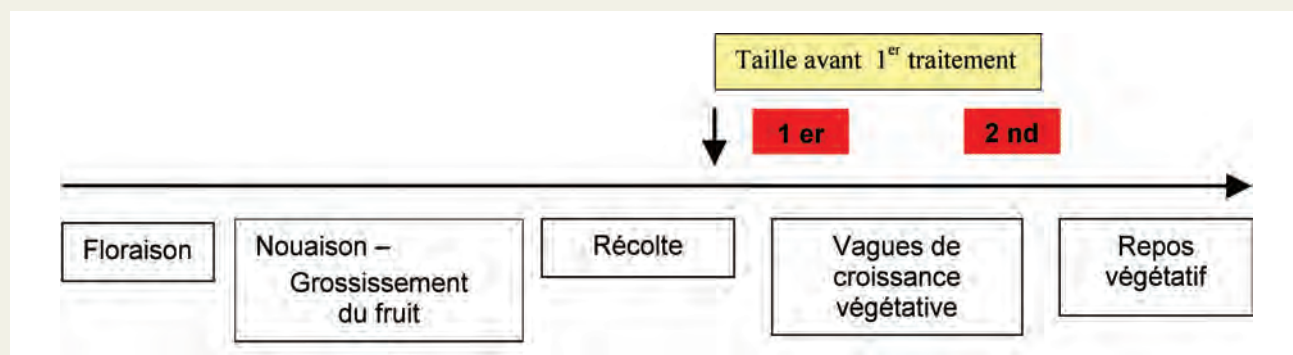 Taille avant 1er traitement
1 er
2 nd
Floraison
Nouaison –
Grossissement
du fruit
Récolte
Vagues de
croissance
végétative
Repos
végétatif